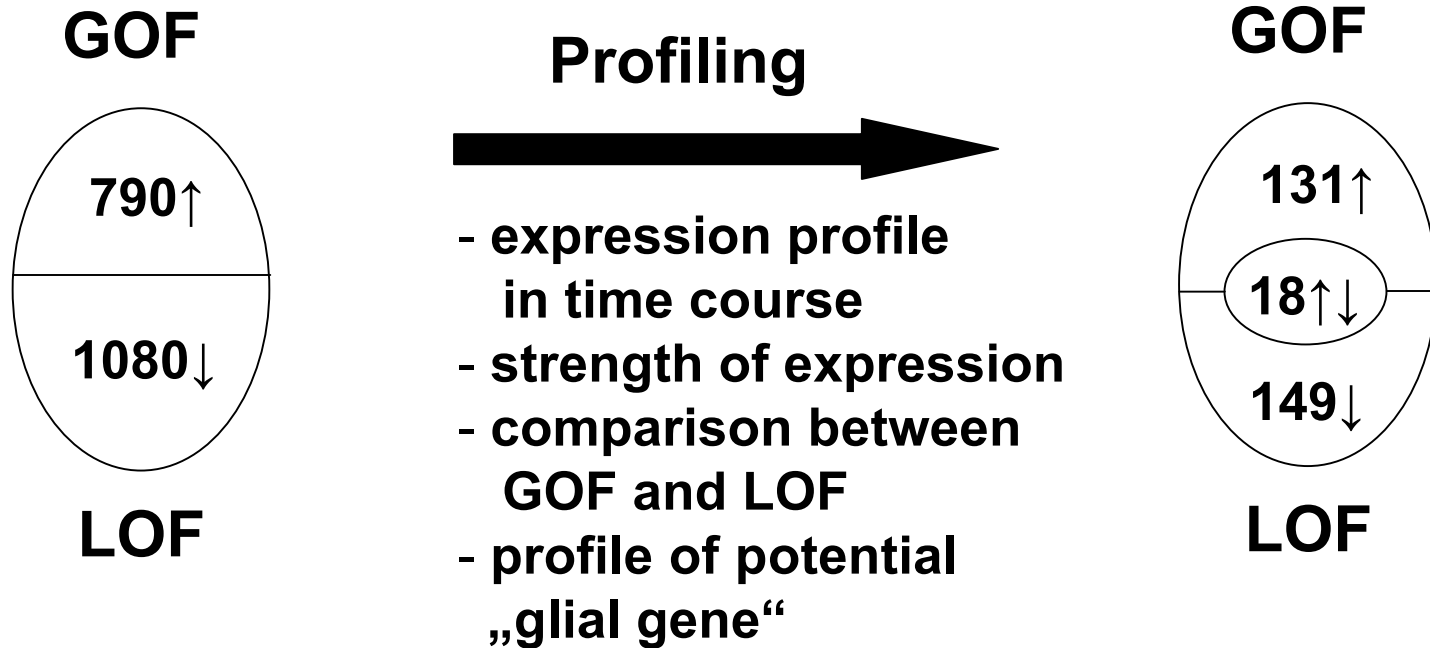 GOF
790↑
1080↓
LOF
Profiling
- expression profile
in time course
- strength of expression
- comparison between
GOF and LOF
- profile of potential
„glial gene“
GOF
131↑
18↑↓
149↓
LOF